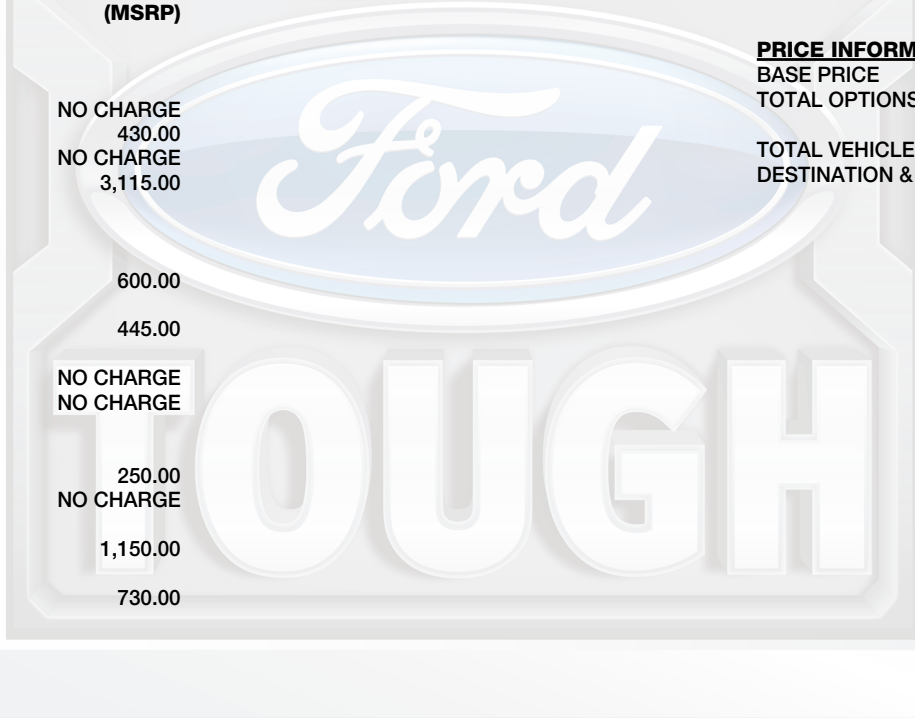 (MSRP)
NO CHARGE
430.00
NO CHARGE
3,115.00
600.00
445.00
NO CHARGE
NO CHARGE
250.00
NO CHARGE
1,150.00
730.00
PRICE INFORM
BASE PRICE
TOTAL OPTIONS
TOTAL VEHICLE
DESTINATION &
Ford
TOUGH